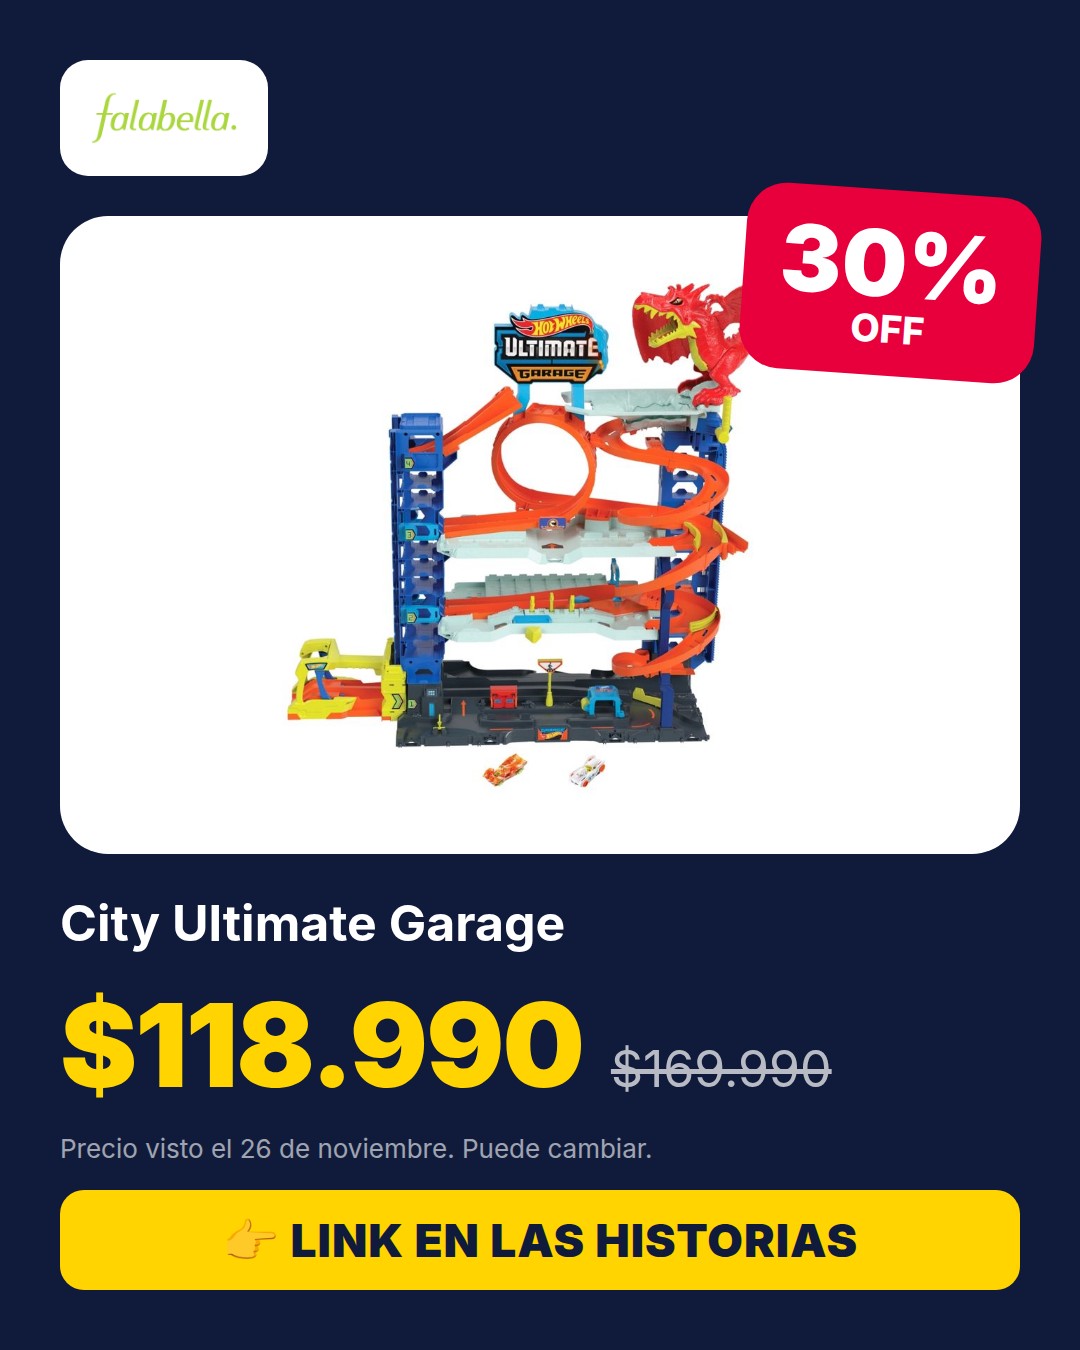 falabella.
30%
OFF
Hot Wheels
ULTIMATE
GARAGE
City Ultimate Garage
$118.990 $169.990
Precio visto el 26 de noviembre. Puede cambiar.
👉 LINK EN LAS HISTORIAS